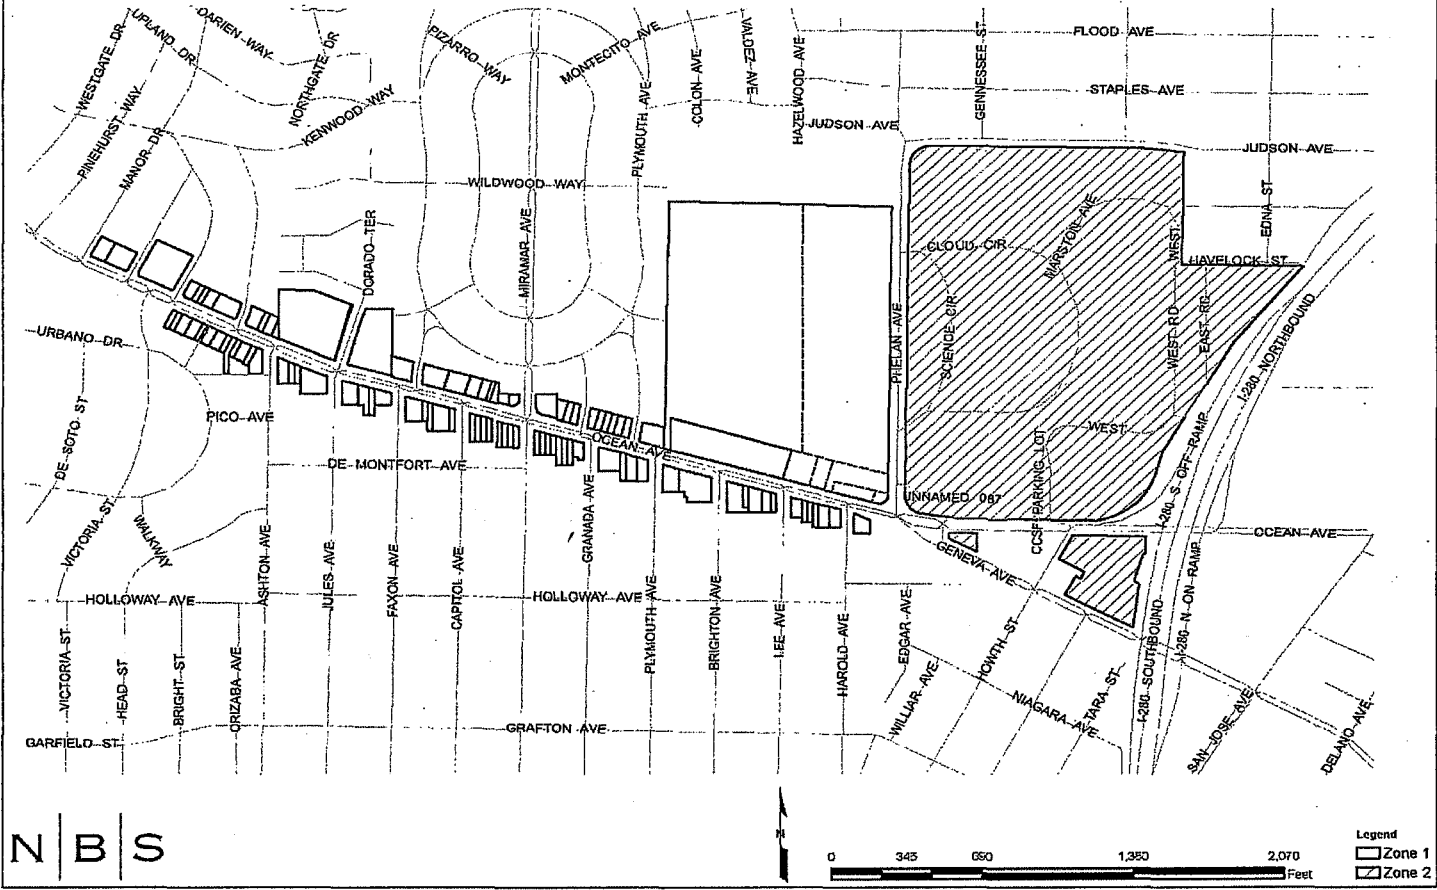 DARIEN WAY
UPLAND DR
WESTGATE DR
PINEHURST WAY
MANOR DR
NORTHGATE DR
KENWOOD WAY
PIZARRO WAY
MONTECITO AVE
PLYMOUTH AVE
COLON AVE
VALDEZ AVE
HAZELWOOD AVE
JUDSON AVE
GENNESSEE ST
FLOOD AVE
STAPLES AVE
JUDSON AVE
EDNA ST
WILDWOOD WAY
MIRAMAR AVE
DORADO TER
CLOUD CIR
MARSTON AVE
WEST
HAVELOCK ST
SCIENCE CIR
PHELAN AVE
WEST RD
EAST RD
I-280 NORTHBOUND
URBANO DR
DE SOTO ST
PICO AVE
OCEAN AVE
WEST
I-280 S OFF RAMP
CCSF PARKING LOT
UNNAMED 087
DE MONTFORT AVE
OCEAN AVE
GENEVA AVE
VICTORIA ST
WALKWAY
ASHTON AVE
JULES AVE
FAXON AVE
CAPITOL AVE
GRANADA AVE
PLYMOUTH AVE
BRIGHTON AVE
LEE AVE
HAROLD AVE
EDGAR AVE
HOWTH ST
I-280 SOUTHBOUND
I-280 N ON RAMP
HOLLOWAY AVE
HOLLOWAY AVE
VICTORIA ST
HEAD ST
BRIGHT ST
ORIZABA AVE
WILLIAR AVE
NIAGARA AVE
TARA ST
SAN JOSE AVE
DELANO AVE
GARFIELD ST
GRAFTON AVE
N|B|S
N
0 345 690 1,380 2,070
Feet
Legend
Zone 1
Zone 2